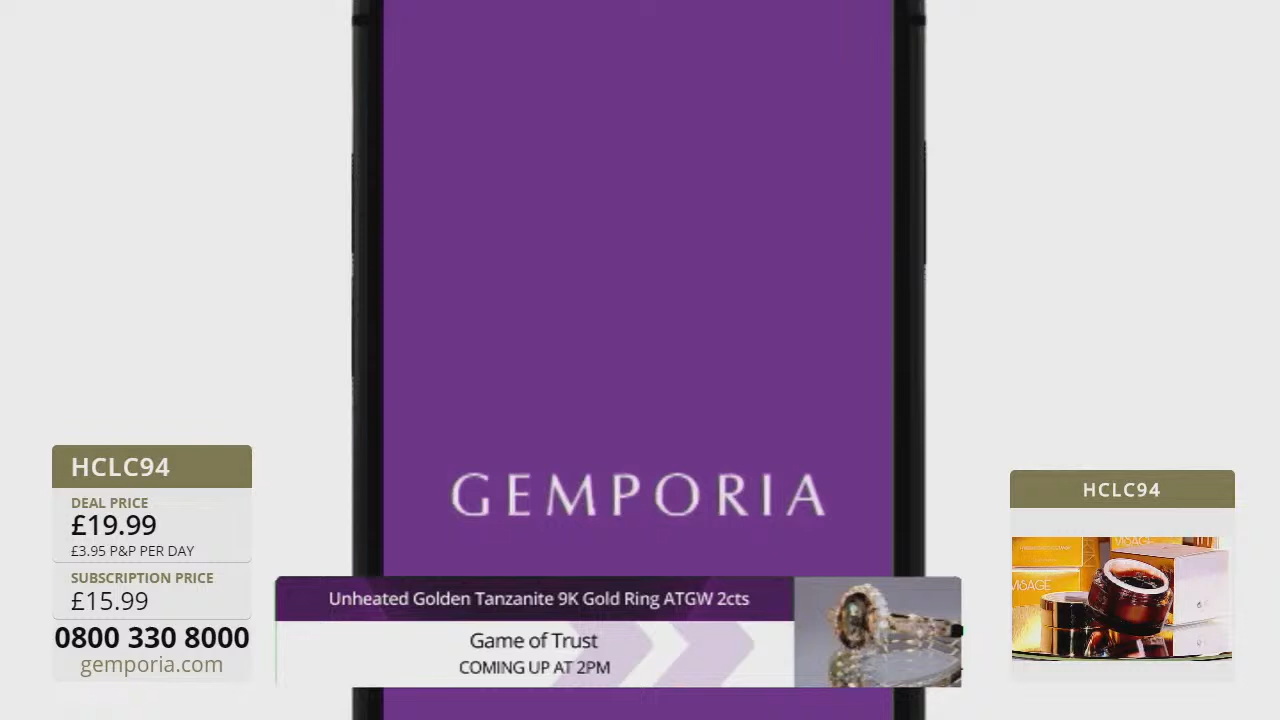 GEMPORIA
HCLC94
DEAL PRICE
£19.99
£3.95 P&P PER DAY
SUBSCRIPTION PRICE
£15.99
0800 330 8000
gemporia.com
Unheated Golden Tanzanite 9K Gold Ring ATGW 2cts
Game of Trust
COMING UP AT 2PM
HCLC94
VISAGE